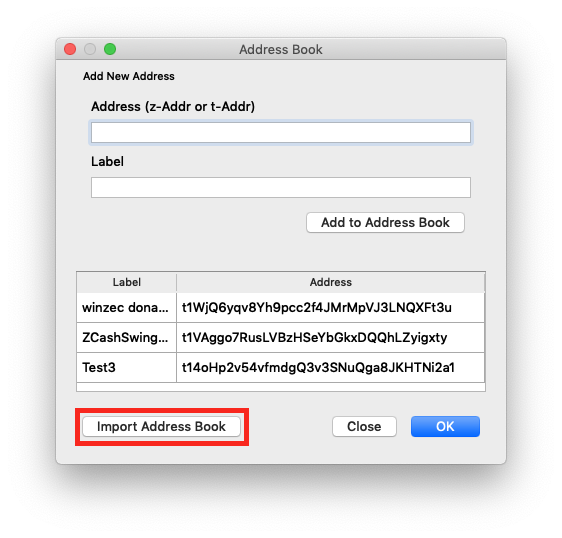 Address Book
Add New Address
Address (z-Addr or t-Addr)
Label
Add to Address Book
Label Address
winzec dona... t1WjQ6yqv8Yh9pcc2f4JMrMpVJ3LNQXFt3u
ZCashSwing... t1VAggo7RusLVBzHSeYbGkxDQQhLZyigxty
Test3 t14oHp2v54vfmdgQ3v3SNuQga8JKHTNi2a1
Import Address Book Close OK